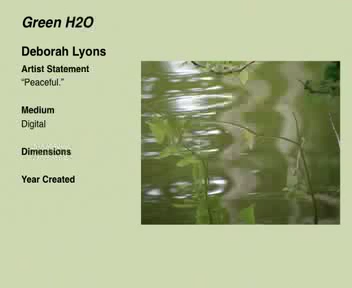 Green H2O
Deborah Lyons
Artist Statement
“Peaceful.”
Medium
Digital
Dimensions
Year Created